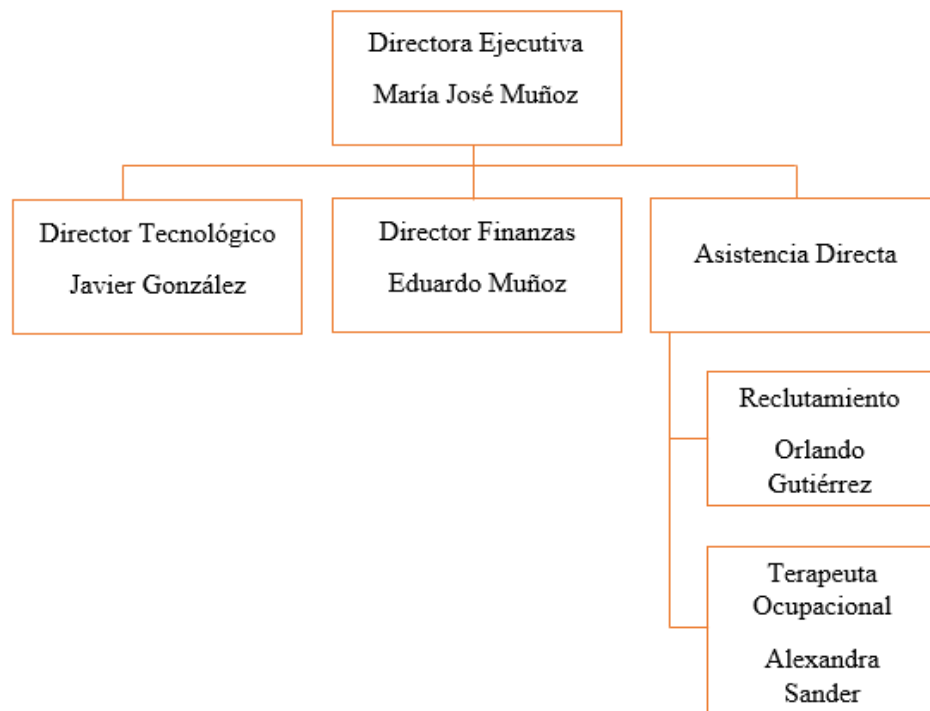 Directora Ejecutiva
María José Muñoz
Director Tecnológico
Javier González
Director Finanzas
Eduardo Muñoz
Asistencia Directa
Reclutamiento
Orlando
Gutiérrez
Terapeuta
Ocupacional
Alexandra
Sander